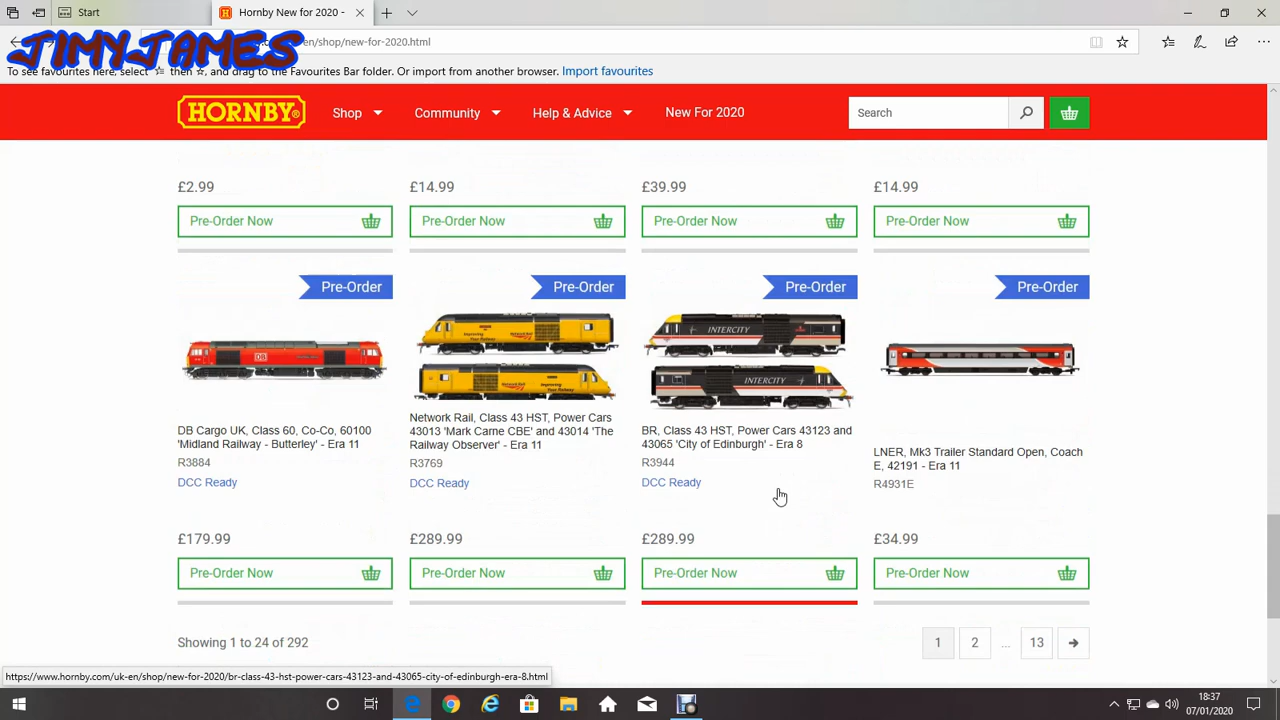 Start
Hornby New for 2020 -
JIMYJAMES
en/shop/new-for-2020.html
To see favourites here, select ☆ then ☆, and drag to the Favourites Bar folder. Or import from another browser. Import favourites
HORNBY®
Shop
Community
Help & Advice
New For 2020
Search
£2.99
£14.99
£39.99
£14.99
Pre-Order Now
Pre-Order Now
Pre-Order Now
Pre-Order Now
Pre-Order
Pre-Order
Pre-Order
Pre-Order
DB
INTERCITY
INTERCITY
DB Cargo UK, Class 60, Co-Co, 60100
'Midland Railway - Butterley' - Era 11
R3884
DCC Ready
Network Rail, Class 43 HST, Power Cars
43013 'Mark Carne CBE' and 43014 'The
Railway Observer' - Era 11
R3769
DCC Ready
BR, Class 43 HST, Power Cars 43123 and
43065 'City of Edinburgh' - Era 8
R3944
DCC Ready
LNER, Mk3 Trailer Standard Open, Coach
E, 42191 - Era 11
R4931E
£179.99
£289.99
£289.99
£34.99
Pre-Order Now
Pre-Order Now
Pre-Order Now
Pre-Order Now
Showing 1 to 24 of 292
1
2
...
13
https://www.hornby.com/uk-en/shop/new-for-2020/br-class-43-hst-power-cars-43123-and-43065-city-of-edinburgh-era-8.html
18:37
07/01/2020